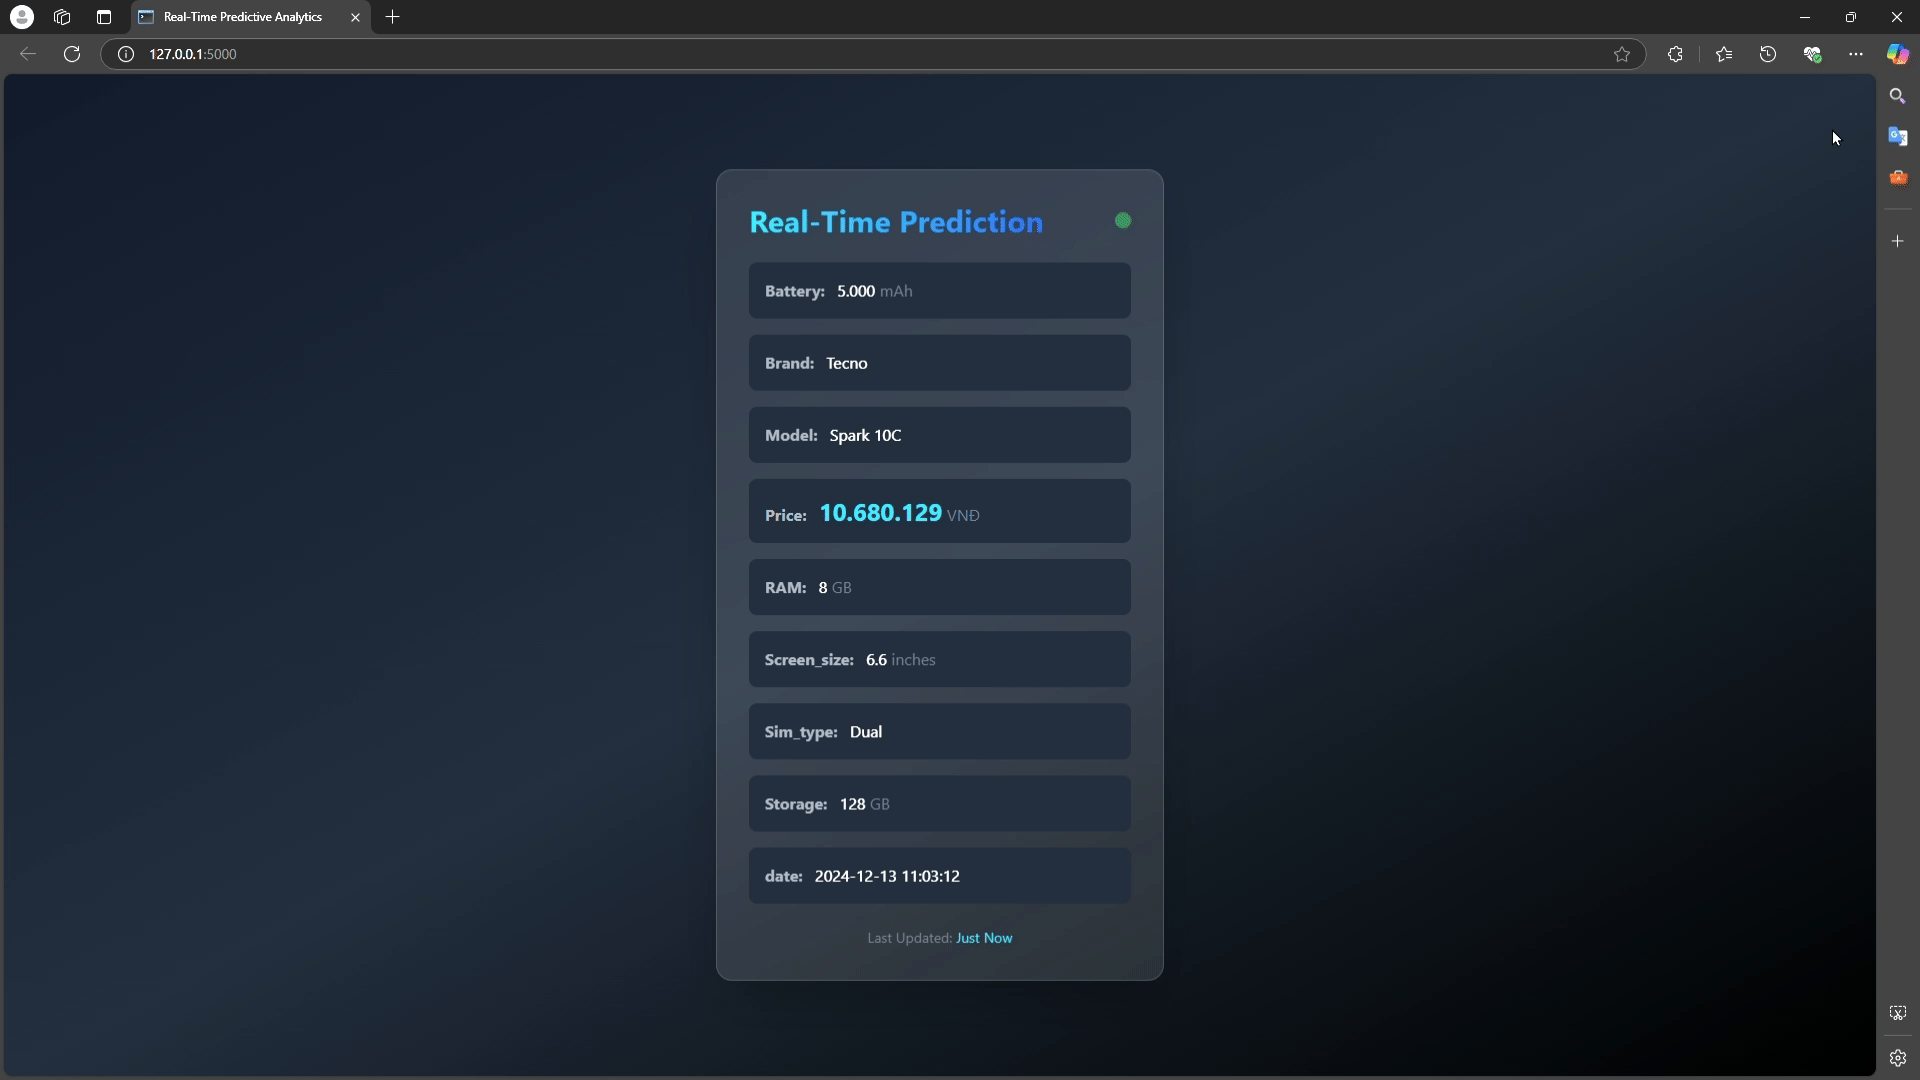 Real-Time Predictive Analytics
127.0.0.1:5000
Real-Time Prediction
Battery: 5.000 mAh
Brand: Tecno
Model: Spark 10C
Price: 10.680.129 VNĐ
RAM: 8 GB
Screen_size: 6.6 inches
Sim_type: Dual
Storage: 128 GB
date: 2024-12-13 11:03:12
Last Updated: Just Now